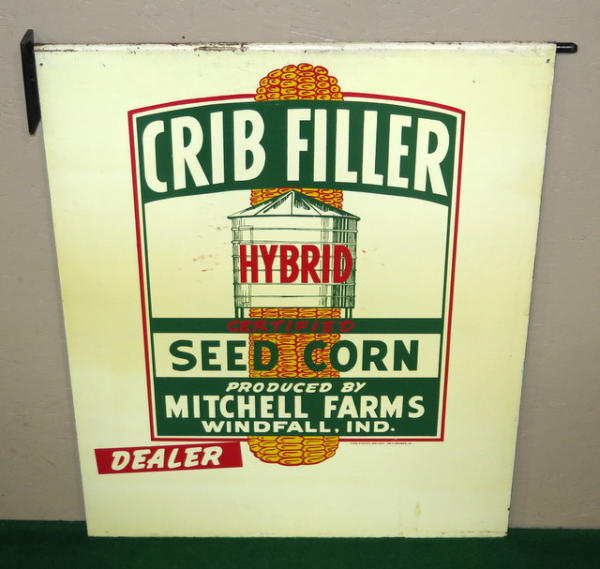 CRIB FILLER
HYBRID
CERTIFIED
SEED CORN
PRODUCED BY
MITCHELL FARMS
WINDFALL, IND.
DEALER